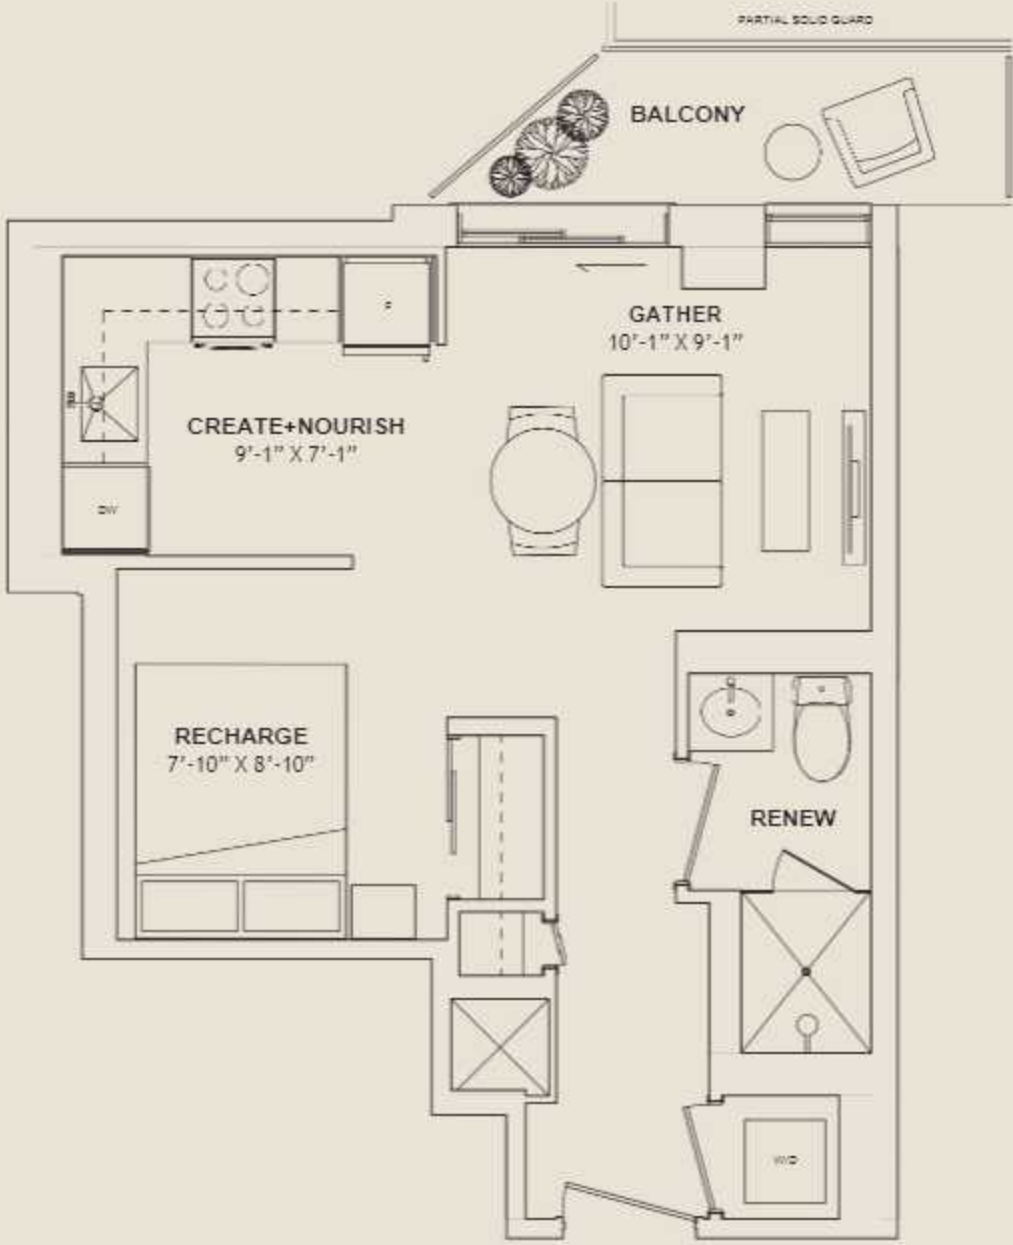 PARTIAL SOLID GUARD
BALCONY
GATHER
10'-1" X 9'-1"
F
CREATE+NOURISH
9'-1" X 7'-1"
DW
RECHARGE
7'-10" X 8'-10"
RENEW
W/D